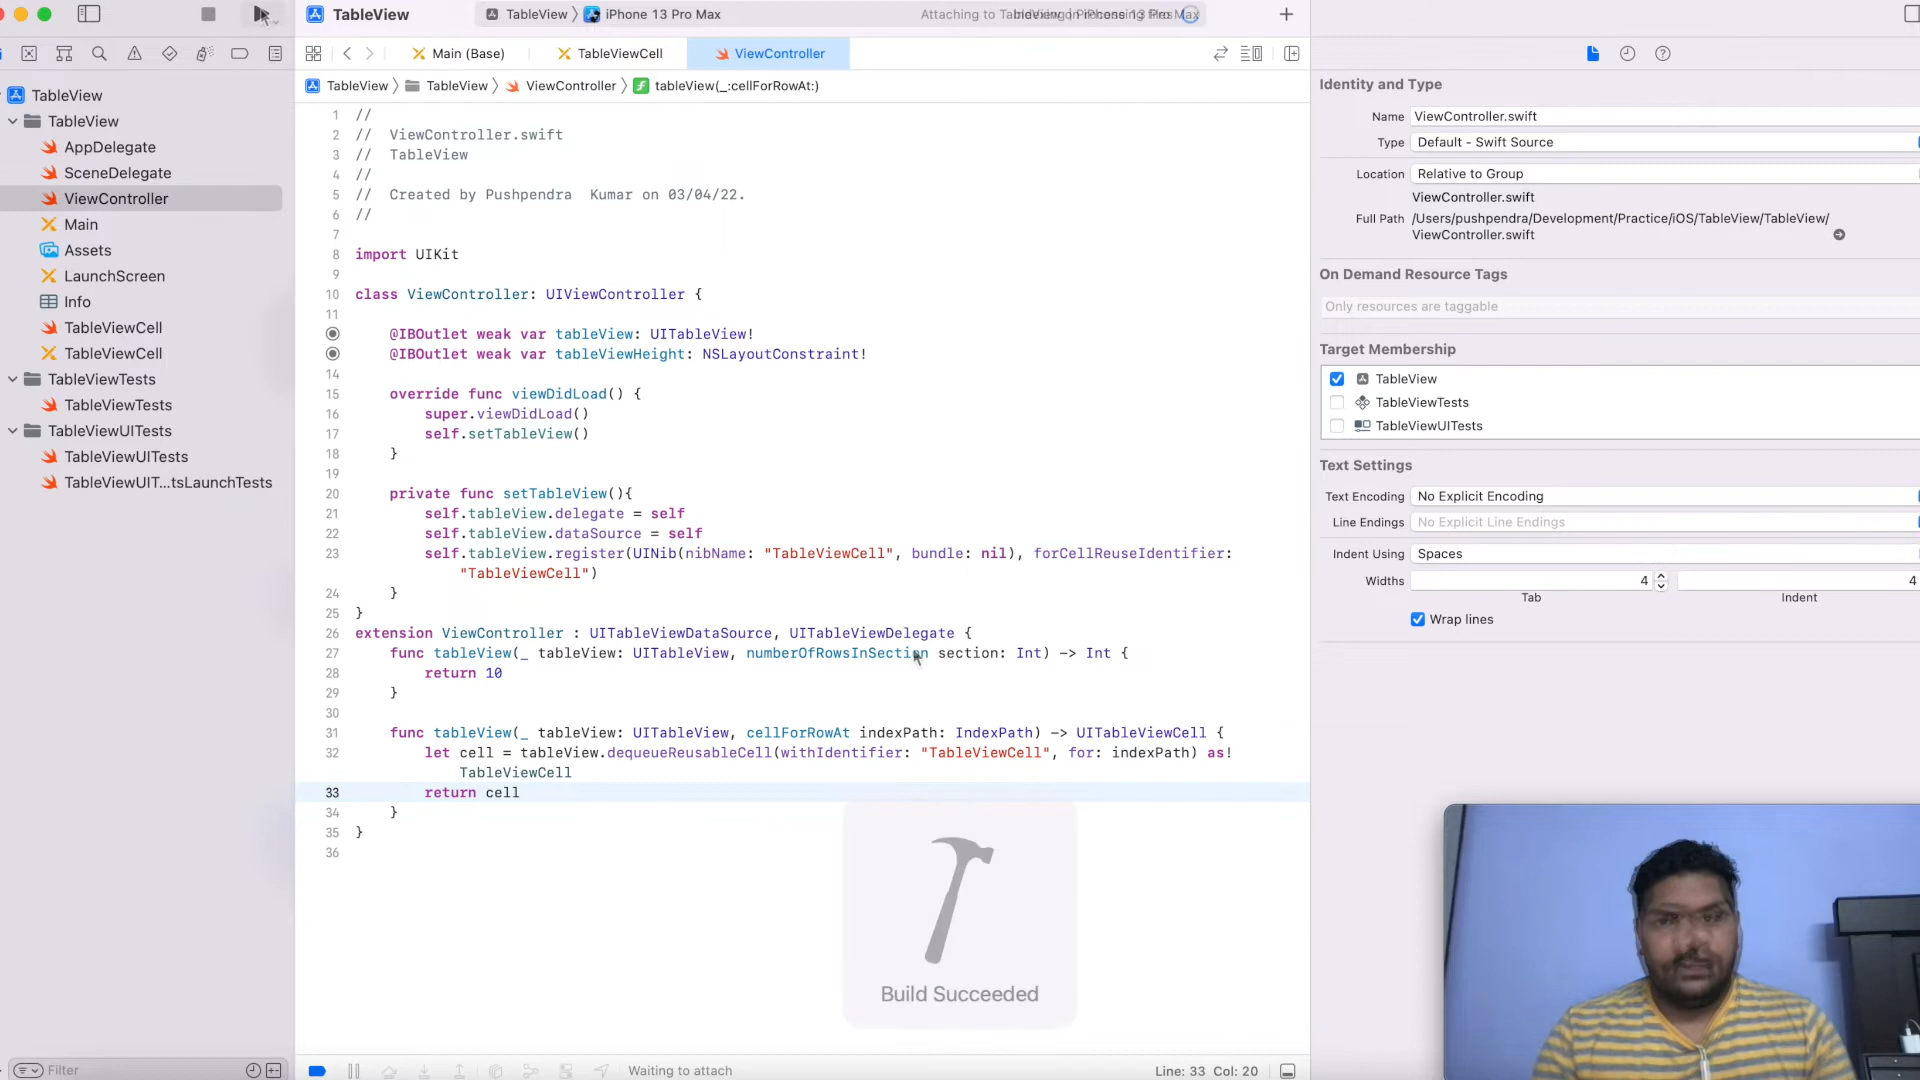 TableView
TableView
iPhone 13 Pro Max
Main (Base)
TableViewCell
ViewController
TableView
TableView
ViewController
tableView(_:cellForRowAt:)
TableView
TableView
AppDelegate
SceneDelegate
ViewController
Main
Assets
LaunchScreen
Info
TableViewCell
TableViewCell
TableViewTests
TableViewTests
TableViewUITests
TableViewUITests
TableViewUIT...tsLaunchTests
Filter
1 //
2 // ViewController.swift
3 // TableView
4 //
5 // Created by Pushpendra Kumar on 03/04/22.
6 //
7
8 import UIKit
9
10 class ViewController: UIViewController {
11
@IBOutlet weak var tableView: UITableView!
@IBOutlet weak var tableViewHeight: NSLayoutConstraint!
14
15 override func viewDidLoad() {
16 super.viewDidLoad()
17 self.setTableView()
18 }
19
20 private func setTableView(){
21 self.tableView.delegate = self
22 self.tableView.dataSource = self
23 self.tableView.register(UINib(nibName: "TableViewCell", bundle: nil), forCellReuseIdentifier:
"TableViewCell")
24 }
25 }
26 extension ViewController : UITableViewDataSource, UITableViewDelegate {
27 func tableView(_ tableView: UITableView, numberOfRowsInSection section: Int) -> Int {
28 return 10
29 }
30
31 func tableView(_ tableView: UITableView, cellForRowAt indexPath: IndexPath) -> UITableViewCell {
32 let cell = tableView.dequeueReusableCell(withIdentifier: "TableViewCell", for: indexPath) as!
TableViewCell
33 return cell
34 }
35 }
36
Build Succeeded
Waiting to attach
Line: 33 Col: 20
Identity and Type
Name ViewController.swift
Type Default - Swift Source
Location Relative to Group
ViewController.swift
Full Path /Users/pushpendra/Development/Practice/iOS/TableView/TableView/
ViewController.swift
On Demand Resource Tags
Only resources are taggable
Target Membership
TableView
TableViewTests
TableViewUITests
Text Settings
Text Encoding No Explicit Encoding
Line Endings No Explicit Line Endings
Indent Using Spaces
Widths 4 4
Tab Indent
Wrap lines